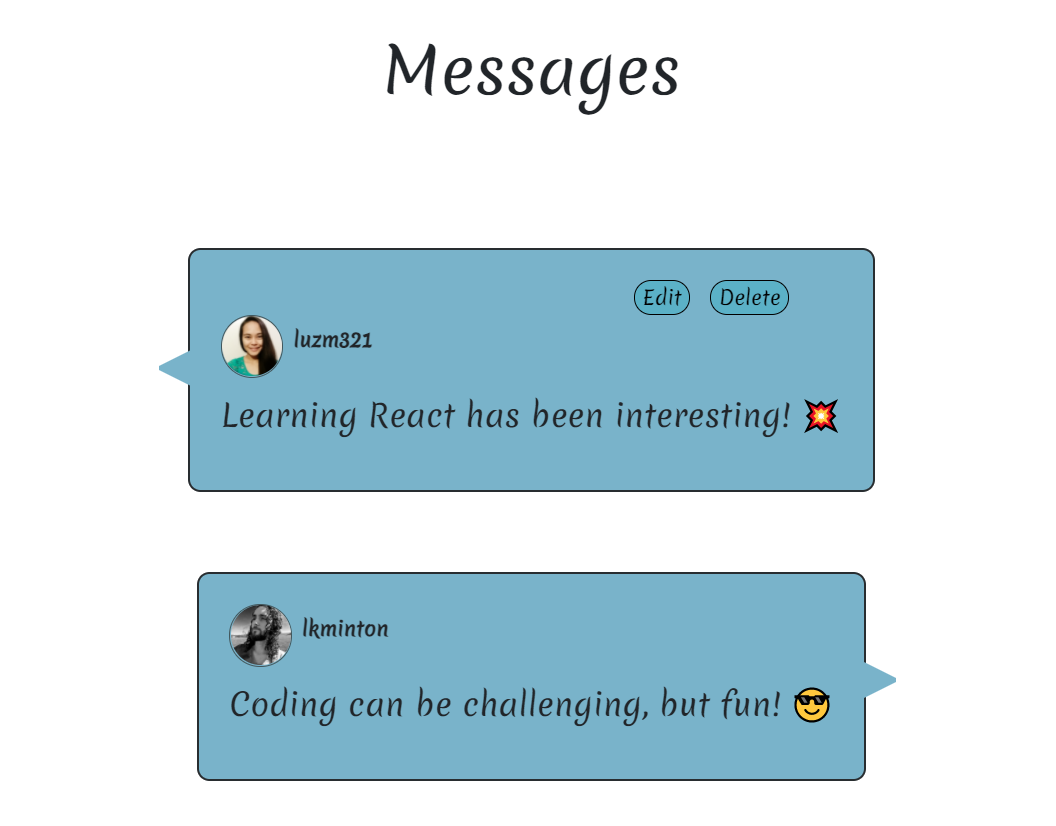 Messages
Edit Delete
luzm321
Learning React has been interesting! 💥
lkminton
Coding can be challenging, but fun! 😎